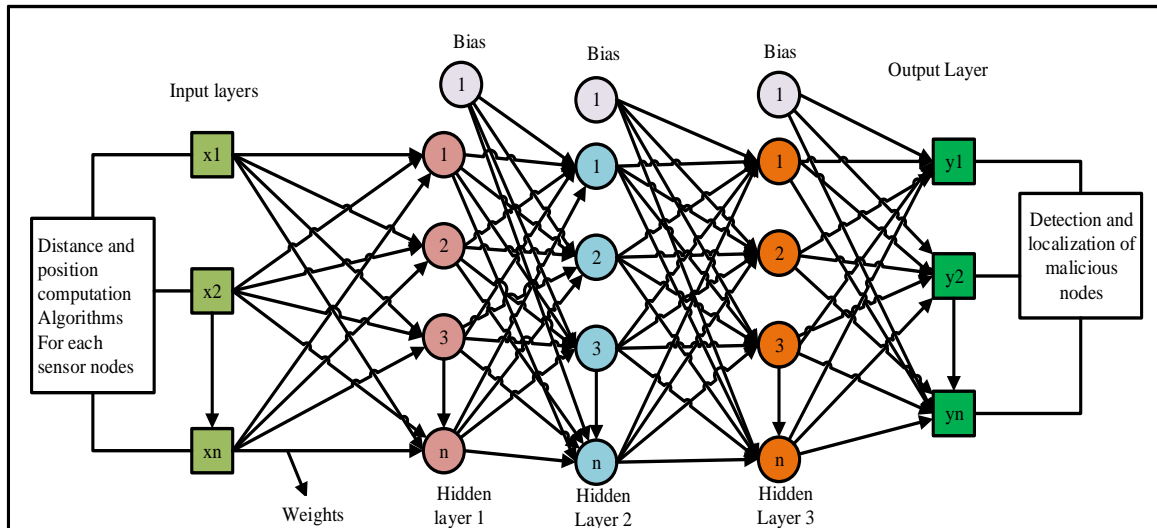 Bias
Bias
Bias
Output Layer
Input layers
1
1
1
x1
1
1
1
y1
Distance and
position
computation
Algorithms
For each
sensor nodes
x2
2
2
2
y2
Detection and
localization of
malicious
nodes
3
3
3
xn
n
n
n
yn
Weights
Hidden
layer 1
Hidden
Layer 2
Hidden
Layer 3